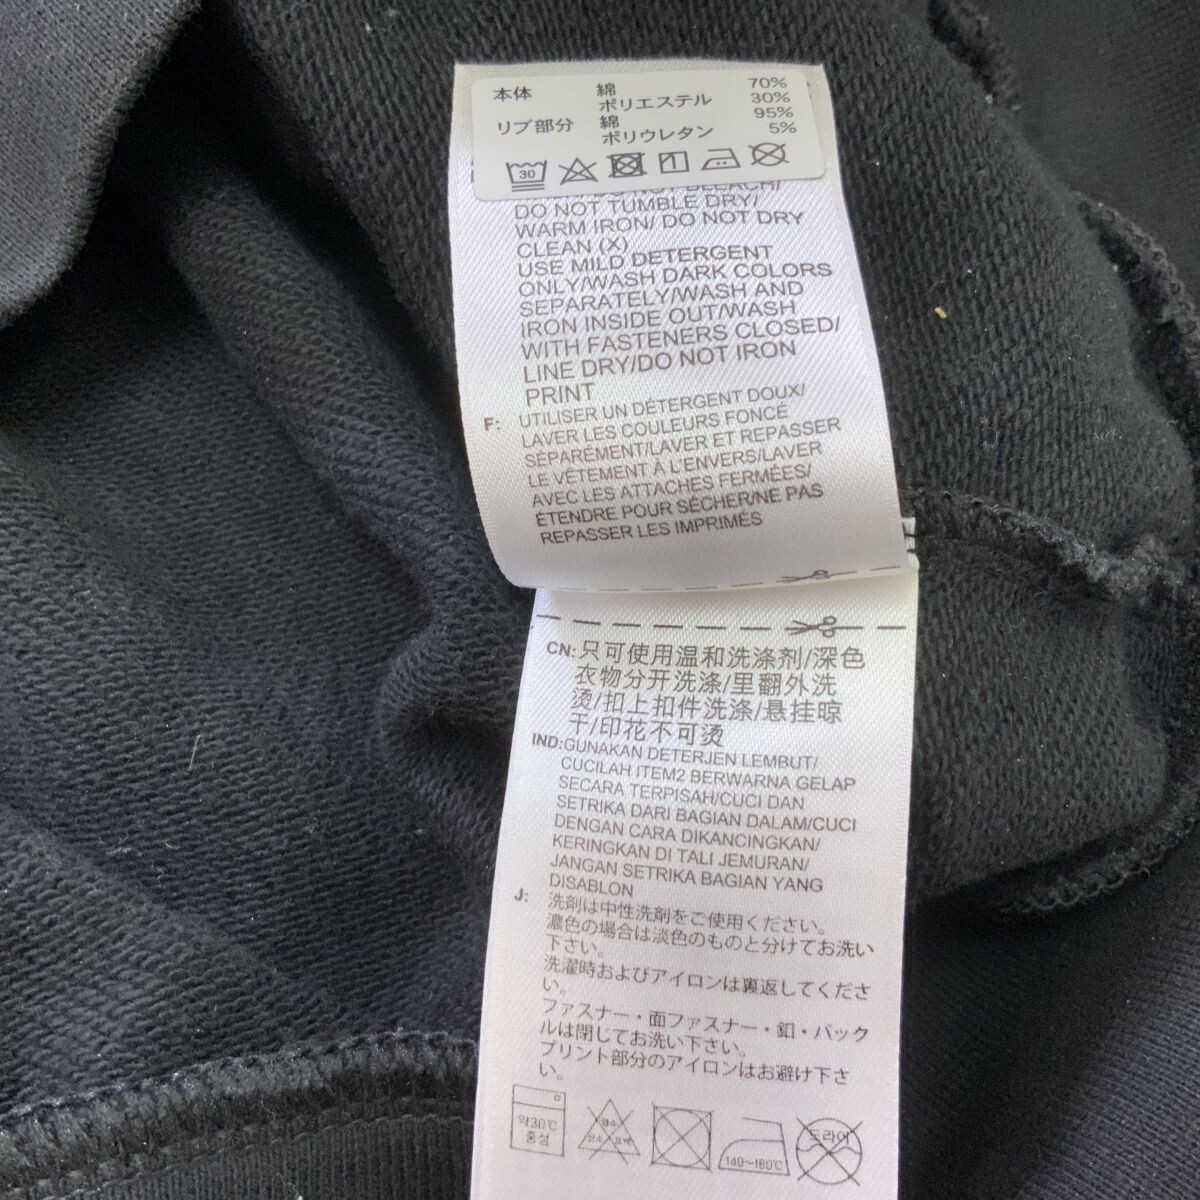 本体 綿 70%
ポリエステル 30%
リブ部分 綿 95%
ポリウレタン 5%
30 1
BLEACH/
DO NOT TUMBLE DRY/
WARM IRON/ DO NOT DRY
CLEAN (X)
USE MILD DETERGENT
ONLY/WASH DARK COLORS
SEPARATELY/WASH AND
IRON INSIDE OUT/WASH
WITH FASTENERS CLOSED/
LINE DRY/DO NOT IRON
PRINT
F: UTILISER UN DÉTERGENT DOUX/
LAVER LES COULEURS FONCÉ
SÉPARÉMENT/LAVER ET REPASSER
LE VÊTEMENT À L'ENVERS/LAVER
AVEC LES ATTACHES FERMÉES/
ÉTENDRE POUR SÉCHER/NE PAS
REPASSER LES IMPRIMÉS
CN: 只可使用温和洗涤剂/深色
衣物分开洗涤/里翻外洗
烫/扣上扣件洗涤/悬挂晾
干/印花不可烫
IND: GUNAKAN DETERJEN LEMBUT/
CUCILAH ITEM2 BERWARNA GELAP
SECARA TERPISAH/CUCI DAN
SETRIKA DARI BAGIAN DALAM/CUCI
DENGAN CARA DIKANCINGKAN/
KERINGKAN DI TALI JEMURAN/
JANGAN SETRIKA BAGIAN YANG
DISABLON
J: 洗剤は中性洗剤をご使用ください。
濃色の場合は淡色のものと分けてお洗い
下さい。
洗濯時およびアイロンは裏返してくださ
い。
ファスナー・面ファスナー・釦・バック
ルは閉じてお洗い下さい。
プリント部分のアイロンはお避け下さ
い。
약30℃
중성
염소
산소 표백
140~160℃
드라이